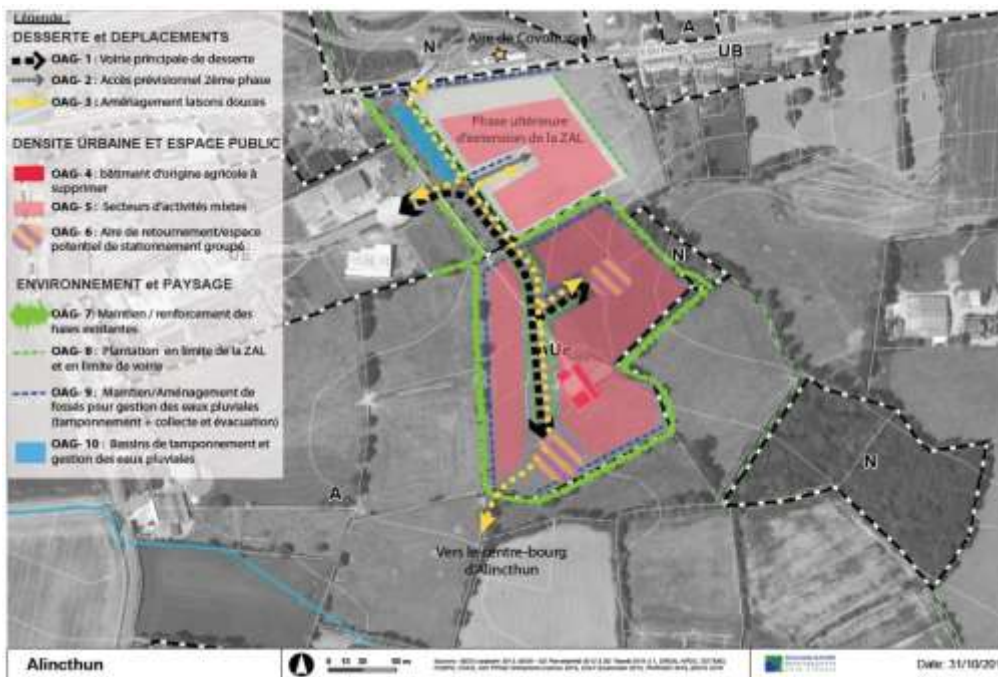 Légende :
DESSERTE et DEPLACEMENTS
OAG- 1 : Voirie principale de desserte
OAG- 2 : Accès prévisionnel 2ème phase
OAG- 3 : Aménagement liaisons douces
DENSITE URBAINE ET ESPACE PUBLIC
OAG- 4 : bâtiment d'origine agricole à
supprimer
OAG- 5 : Secteurs d'activités mixtes
OAG- 6 : Aire de retournement/espace
potentiel de stationnement groupé
ENVIRONNEMENT et PAYSAGE
OAG- 7 : Maintien / renforcement des
haies existantes
OAG- 8 : Plantation en limite de la ZAL
et en limite de voirie
OAG- 9 : Maintien/Aménagement de
fossés pour gestion des eaux pluviales
(tamponnement + collecte et évacuation)
OAG- 10 : Bassins de tamponnement et
gestion des eaux pluviales
N
Aire de Covoiturage
A
UB
Phase ultérieure
d'extension de la ZAL
N
N
A
Vers le centre-bourg
d'Alincthun
Alincthun
Date: 31/10/201